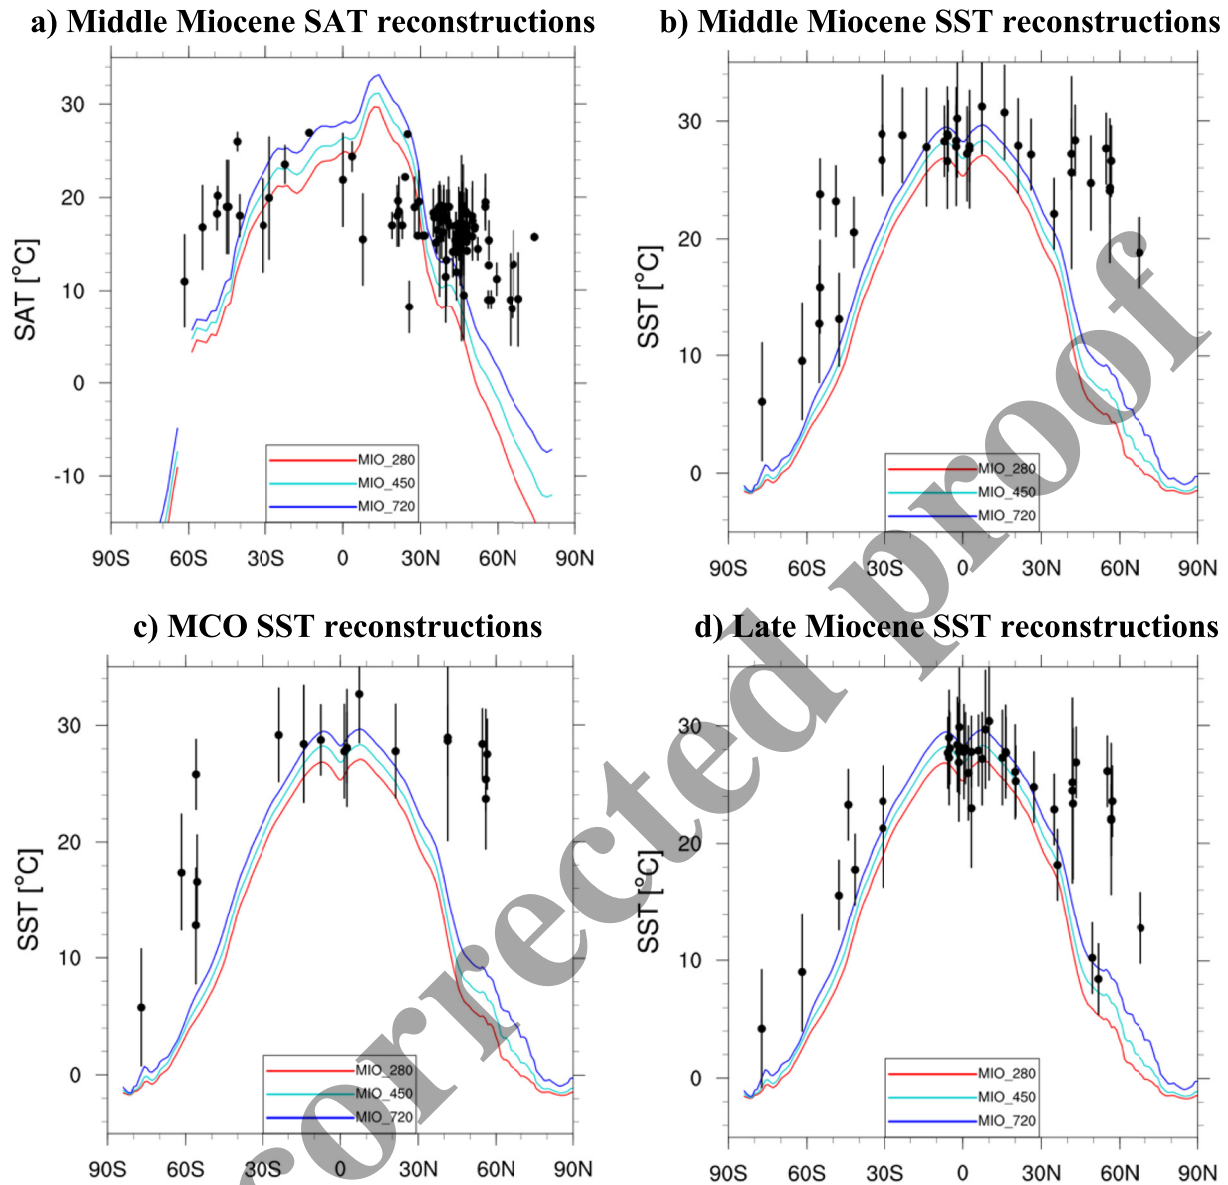 a) Middle Miocene SAT reconstructions
SAT [°C]
30
20
10
0
-10
MIO_280
MIO_450
MIO_720
90S 60S 30S 0 30N 60N 90N
b) Middle Miocene SST reconstructions
SST [°C]
30
20
10
0
MIO_280
MIO_450
MIO_720
90S 60S 30S 0 30N 60N 90N
c) MCO SST reconstructions
SST [°C]
30
20
10
0
MIO_280
MIO_450
MIO_720
90S 60S 30S 0 30N 60N 90N
d) Late Miocene SST reconstructions
SST [°C]
30
20
10
0
MIO_280
MIO_450
MIO_720
90S 60S 30S 0 30N 60N 90N
corrected proof